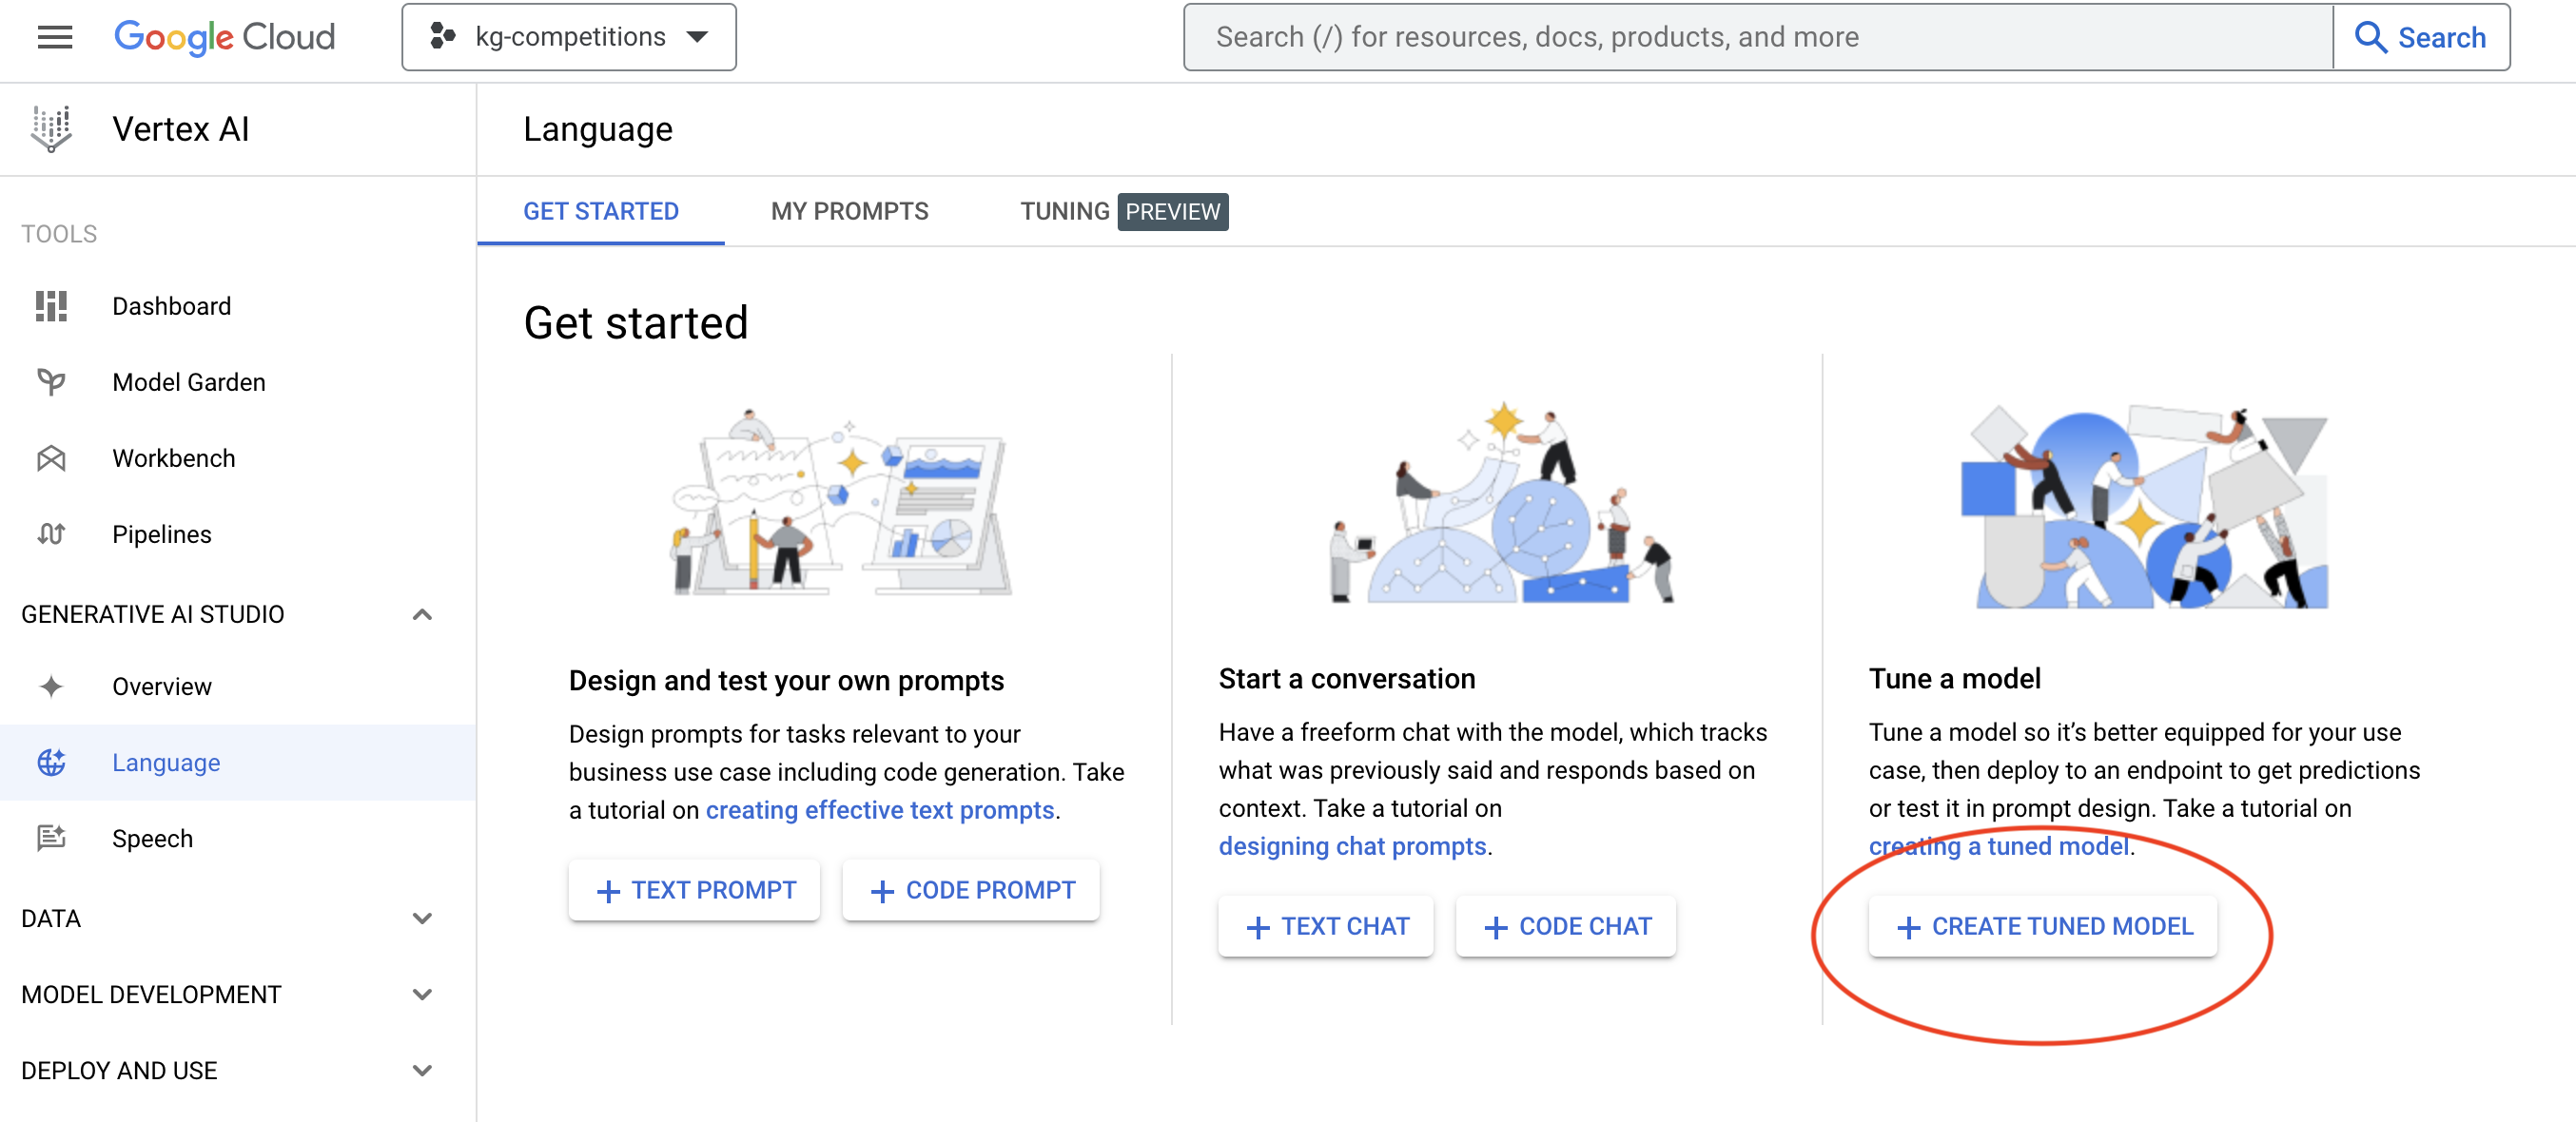 Google Cloud
kg-competitions
Search (/) for resources, docs, products, and more
Search
Vertex AI
Language
TOOLS
Dashboard
Model Garden
Workbench
Pipelines
GENERATIVE AI STUDIO
Overview
Language
Speech
DATA
MODEL DEVELOPMENT
DEPLOY AND USE
GET STARTED
MY PROMPTS
TUNING PREVIEW
Get started
Design and test your own prompts
Design prompts for tasks relevant to your
business use case including code generation. Take
a tutorial on creating effective text prompts.
+ TEXT PROMPT
+ CODE PROMPT
Start a conversation
Have a freeform chat with the model, which tracks
what was previously said and responds based on
context. Take a tutorial on
designing chat prompts.
+ TEXT CHAT
+ CODE CHAT
Tune a model
Tune a model so it’s better equipped for your use
case, then deploy to an endpoint to get predictions
or test it in prompt design. Take a tutorial on
creating a tuned model.
+ CREATE TUNED MODEL